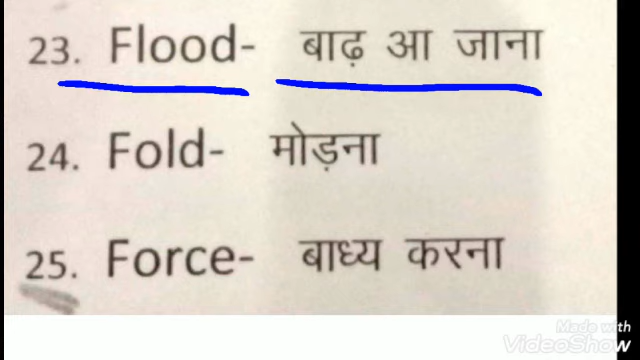 23. Flood- बाढ़ आ जाना
24. Fold- मोड़ना
25. Force- बाध्य करना
Made with
VideoShow